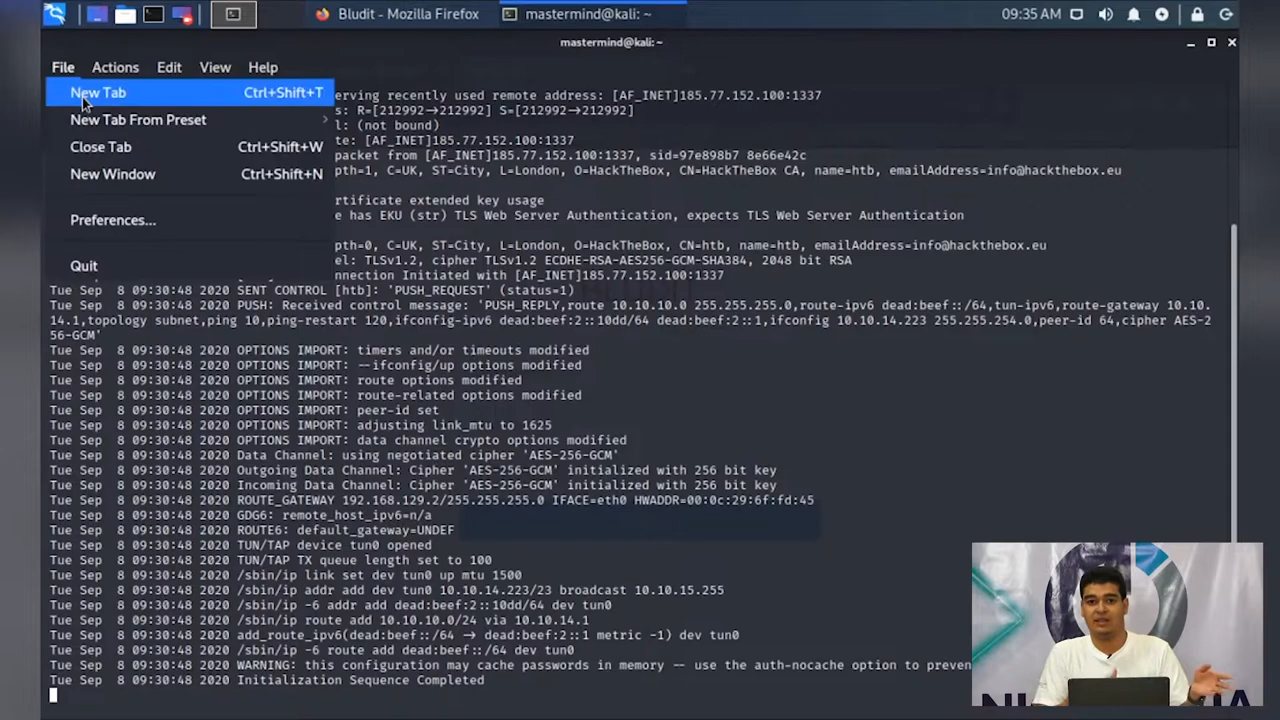 Bludit - Mozilla Firefox
mastermind@kali: ~
09:35 AM
mastermind@kali: ~
File Actions Edit View Help
New Tab Ctrl+Shift+T
New Tab From Preset
Close Tab Ctrl+Shift+W
New Window Ctrl+Shift+N
Preferences...
Quit
erving recently used remote address: [AF_INET]185.77.152.100:1337
s: R=[212992→212992] S=[212992→212992]
l: (not bound)
te: [AF_INET]185.77.152.100:1337
packet from [AF_INET]185.77.152.100:1337, sid=97e898b7 8e66e42c
pth=1, C=UK, ST=City, L=London, O=HackTheBox, CN=HackTheBox CA, name=htb, emailAddress=info@hackthebox.eu
rtificate extended key usage
e has EKU (str) TLS Web Server Authentication, expects TLS Web Server Authentication
pth=0, C=UK, ST=City, L=London, O=HackTheBox, CN=htb, name=htb, emailAddress=info@hackthebox.eu
el: TLSv1.2, cipher TLSv1.2 ECDHE-RSA-AES256-GCM-SHA384, 2048 bit RSA
onnection Initiated with [AF_INET]185.77.152.100:1337
Tue Sep 8 09:30:48 2020 SENT CONTROL [htb]: 'PUSH_REQUEST' (status=1)
Tue Sep 8 09:30:48 2020 PUSH: Received control message: 'PUSH_REPLY,route 10.10.10.0 255.255.255.0,route-ipv6 dead:beef::/64,tun-ipv6,route-gateway 10.10.
14.1,topology subnet,ping 10,ping-restart 120,ifconfig-ipv6 dead:beef:2::10dd/64 dead:beef:2::1,ifconfig 10.10.14.223 255.255.254.0,peer-id 64,cipher AES-2
56-GCM'
Tue Sep 8 09:30:48 2020 OPTIONS IMPORT: timers and/or timeouts modified
Tue Sep 8 09:30:48 2020 OPTIONS IMPORT: --ifconfig/up options modified
Tue Sep 8 09:30:48 2020 OPTIONS IMPORT: route options modified
Tue Sep 8 09:30:48 2020 OPTIONS IMPORT: route-related options modified
Tue Sep 8 09:30:48 2020 OPTIONS IMPORT: peer-id set
Tue Sep 8 09:30:48 2020 OPTIONS IMPORT: adjusting link_mtu to 1625
Tue Sep 8 09:30:48 2020 OPTIONS IMPORT: data channel crypto options modified
Tue Sep 8 09:30:48 2020 Data Channel: using negotiated cipher 'AES-256-GCM'
Tue Sep 8 09:30:48 2020 Outgoing Data Channel: Cipher 'AES-256-GCM' initialized with 256 bit key
Tue Sep 8 09:30:48 2020 Incoming Data Channel: Cipher 'AES-256-GCM' initialized with 256 bit key
Tue Sep 8 09:30:48 2020 ROUTE_GATEWAY 192.168.129.2/255.255.255.0 IFACE=eth0 HWADDR=00:0c:29:6f:fd:45
Tue Sep 8 09:30:48 2020 GDG6: remote_host_ipv6=n/a
Tue Sep 8 09:30:48 2020 ROUTE6: default_gateway=UNDEF
Tue Sep 8 09:30:48 2020 TUN/TAP device tun0 opened
Tue Sep 8 09:30:48 2020 TUN/TAP TX queue length set to 100
Tue Sep 8 09:30:48 2020 /sbin/ip link set dev tun0 up mtu 1500
Tue Sep 8 09:30:48 2020 /sbin/ip addr add dev tun0 10.10.14.223/23 broadcast 10.10.15.255
Tue Sep 8 09:30:48 2020 /sbin/ip -6 addr add dead:beef:2::10dd/64 dev tun0
Tue Sep 8 09:30:48 2020 /sbin/ip route add 10.10.10.0/24 via 10.10.14.1
Tue Sep 8 09:30:48 2020 add_route_ipv6(dead:beef::/64 → dead:beef:2::1 metric -1) dev tun0
Tue Sep 8 09:30:48 2020 /sbin/ip -6 route add dead:beef::/64 dev tun0
Tue Sep 8 09:30:48 2020 WARNING: this configuration may cache passwords in memory -- use the auth-nocache option to preven
Tue Sep 8 09:30:48 2020 Initialization Sequence Completed